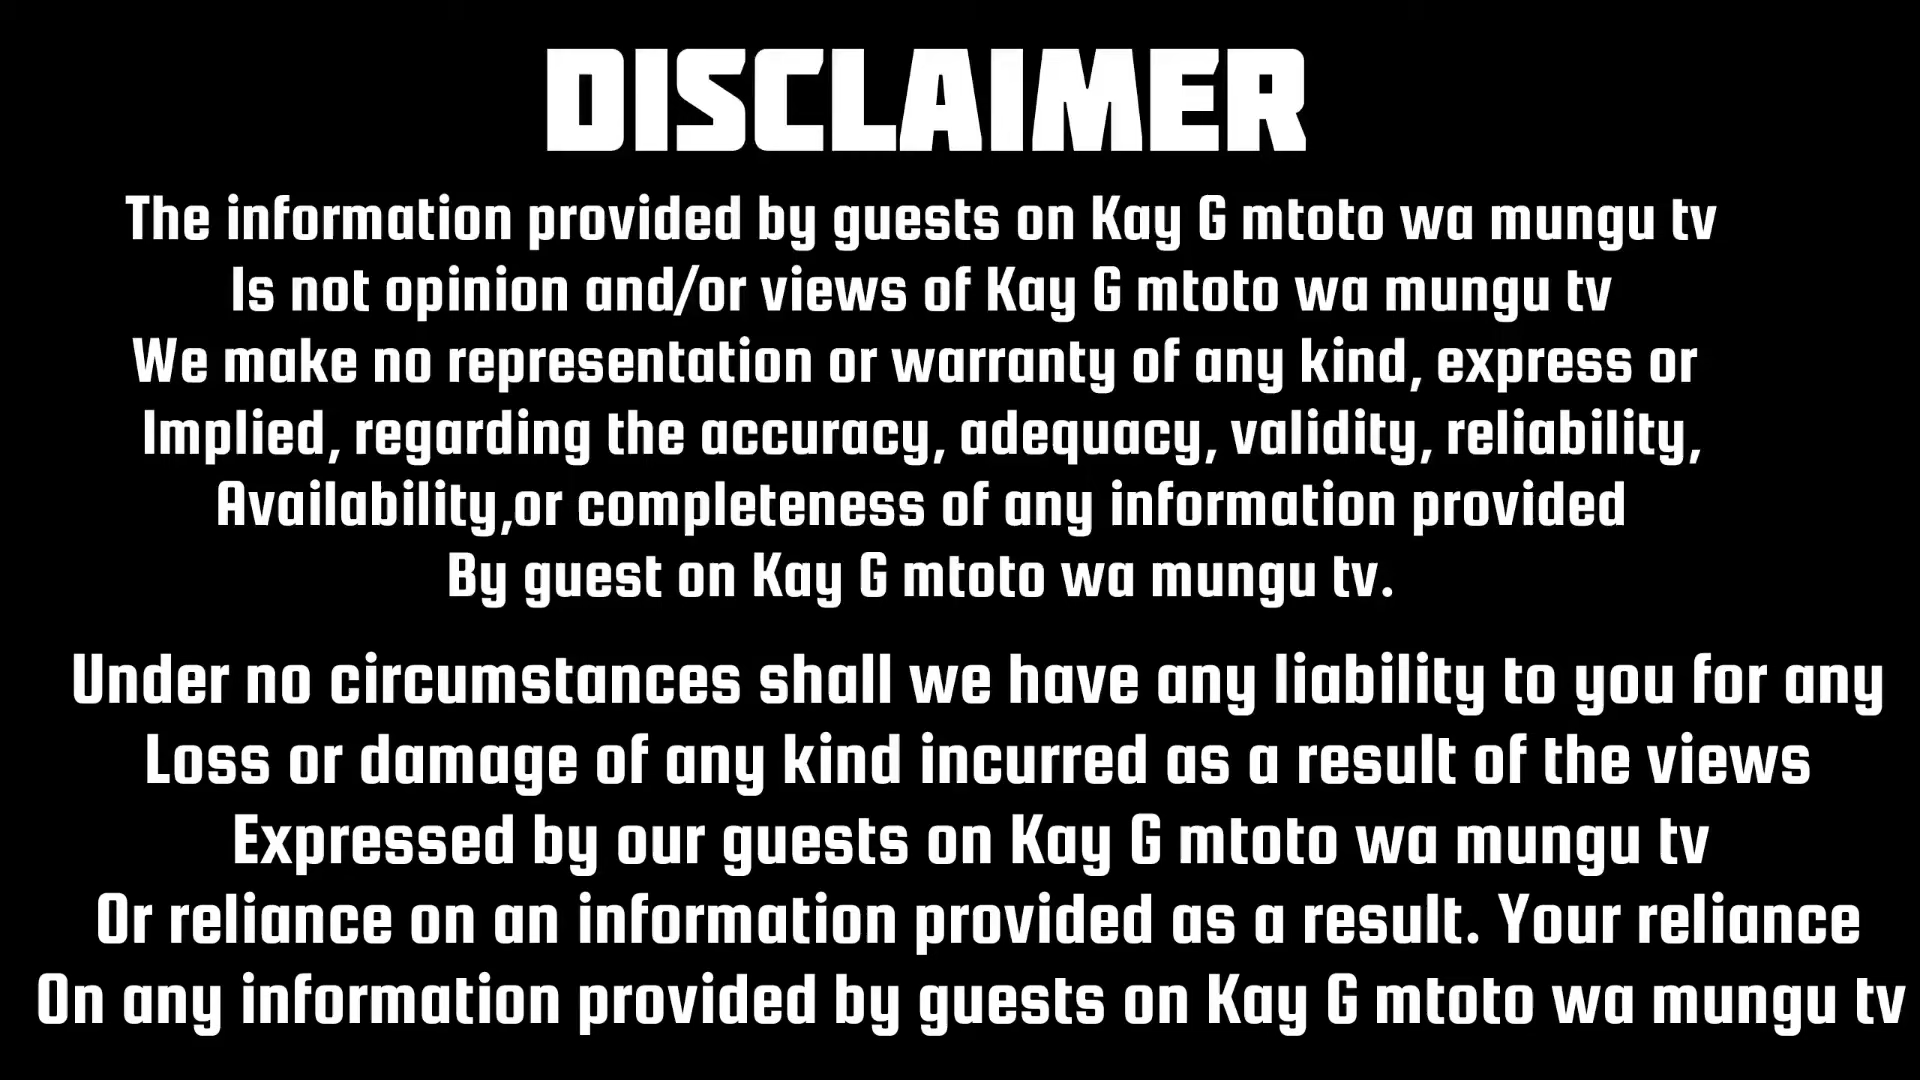 DISCLAIMER
The information provided by guests on Kay G mtoto wa mungu tv
Is not opinion and/or views of Kay G mtoto wa mungu tv
We make no representation or warranty of any kind, express or
Implied, regarding the accuracy, adequacy, validity, reliability,
Availability,or completeness of any information provided
By guest on Kay G mtoto wa mungu tv.
Under no circumstances shall we have any liability to you for any
Loss or damage of any kind incurred as a result of the views
Expressed by our guests on Kay G mtoto wa mungu tv
Or reliance on an information provided as a result. Your reliance
On any information provided by guests on Kay G mtoto wa mungu tv